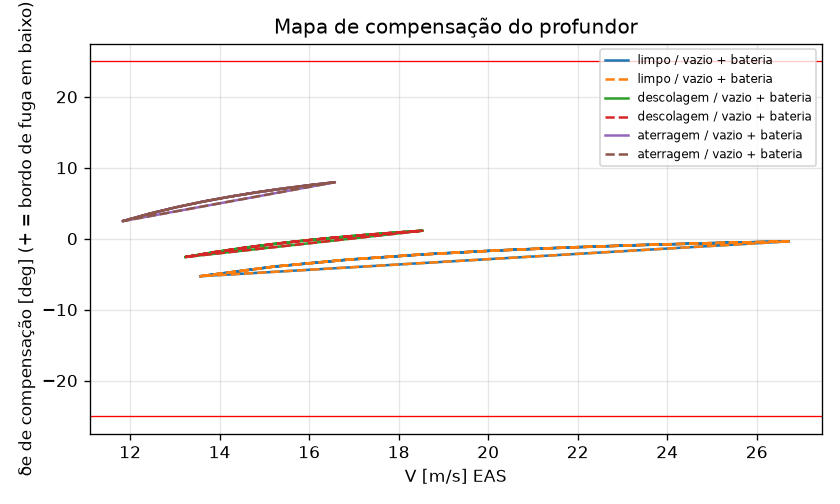 Mapa de compensação do profundor
δe de compensação [deg] (+ = bordo de fuga em baixo)
20
10
0
−10
−20
12
14
16
18
20
22
24
26
V [m/s] EAS
limpo / vazio + bateria
limpo / vazio + bateria
descolagem / vazio + bateria
descolagem / vazio + bateria
aterragem / vazio + bateria
aterragem / vazio + bateria